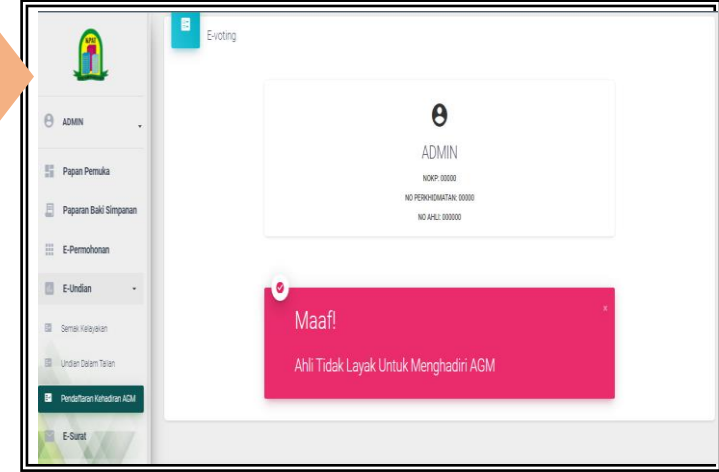 KPAT
ADMIN
Papan Pemuka
Paparan Baki Simpanan
E-Permohonan
E-Undian
Semak Kelayakan
Undian Dalam Talian
Pendaftaran Kehadiran AGM
E-Surat
E-voting
ADMIN
NOKP: 00000
NO PERKHIDMATAN: 00000
NO AHLI: 000000
Maaf!
x
Ahli Tidak Layak Untuk Menghadiri AGM